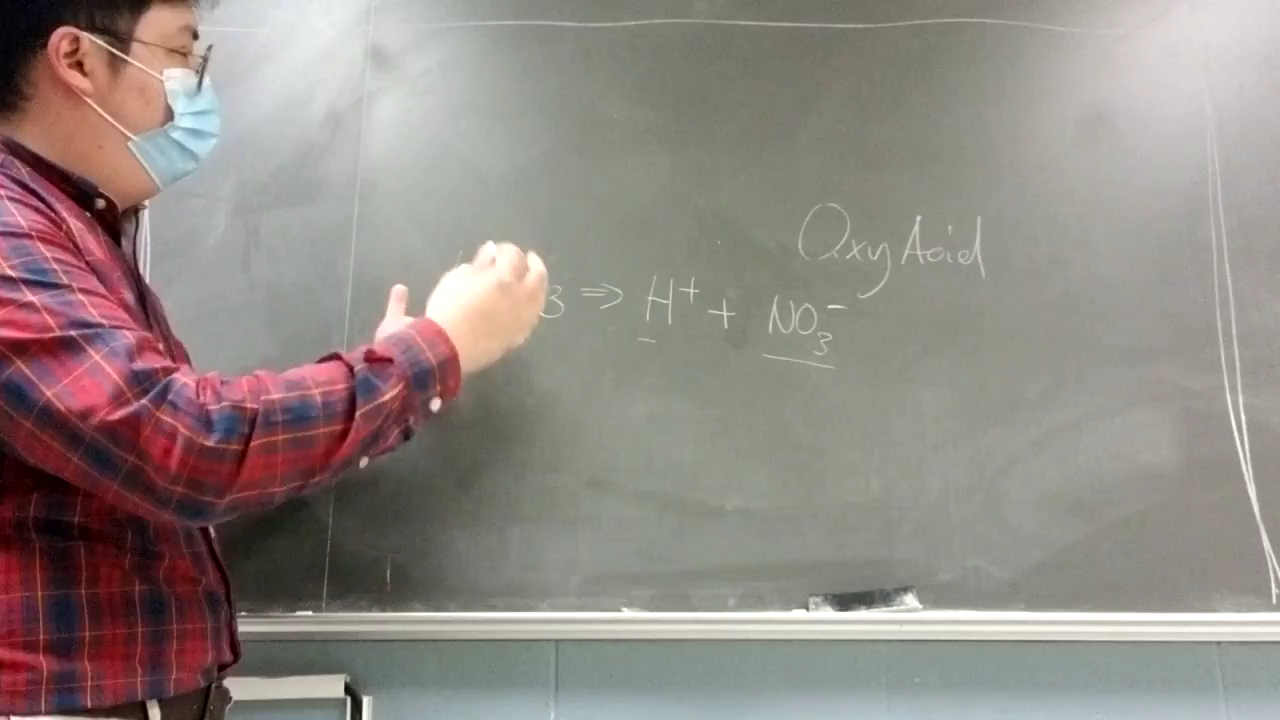 Oxy Acid
3 ⇒ H⁺ + NO₃⁻